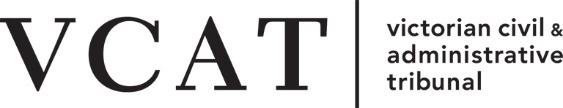 VCAT
victorian civil &
administrative
tribunal